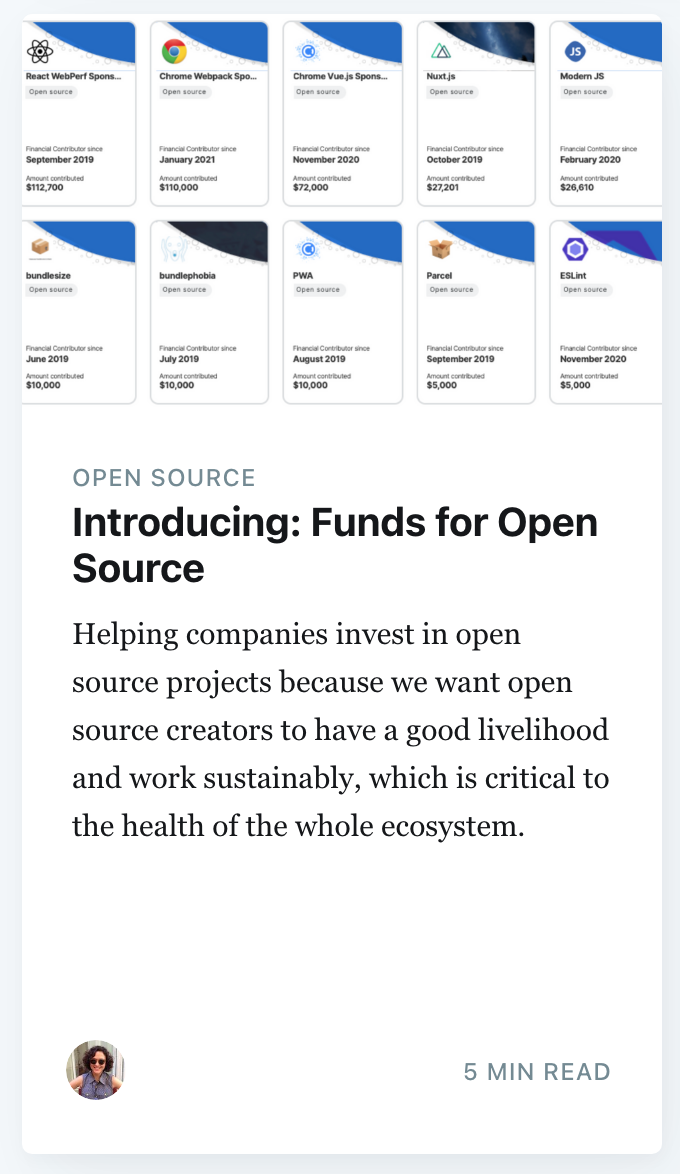 React WebPerf Spons...
Open source
Financial Contributor since
September 2019
Amount contributed
$112,700
Chrome Webpack Spo...
Open source
Financial Contributor since
January 2021
Amount contributed
$110,000
Chrome Vue.js Spons...
Open source
Financial Contributor since
November 2020
Amount contributed
$72,000
Nuxt.js
Open source
Financial Contributor since
October 2019
Amount contributed
$27,201
JS
Modern JS
Open source
Financial Contributor since
February 2020
Amount contributed
$26,610
bundlesize
Open source
Financial Contributor since
June 2019
Amount contributed
$10,000
bundlephobia
Open source
Financial Contributor since
July 2019
Amount contributed
$10,000
PWA
Open source
Financial Contributor since
August 2019
Amount contributed
$10,000
Parcel
Open source
Financial Contributor since
September 2019
Amount contributed
$5,000
ESLint
Open source
Financial Contributor since
November 2020
Amount contributed
$5,000
OPEN SOURCE
Introducing: Funds for Open
Source
Helping companies invest in open
source projects because we want open
source creators to have a good livelihood
and work sustainably, which is critical to
the health of the whole ecosystem.
5 MIN READ